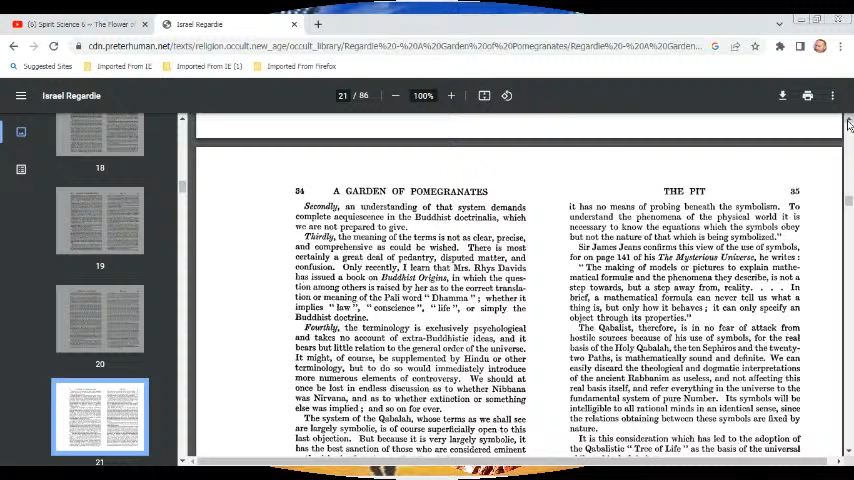 (6) Spirit Science 6 ~ The Flower of
Israel Regardie
cdn.preterhuman.net/texts/religion.occult.new_age/occult_library/Regardie%20-%20A%20Garden%20of%20Pomegranates/Regardie%20-%20A%20Garden...
Suggested Sites
Imported From IE
Imported From IE (1)
Imported From Firefox
Israel Regardie
21 / 86
100%
18
19
20
21
34 A GARDEN OF POMEGRANATES
Secondly, an understanding of that system demands
complete acquiescence in the Buddhist doctrinalia, which
we are not prepared to give.
Thirdly, the meaning of the terms is not as clear, precise,
and comprehensive as could be wished. There is most
certainly a great deal of pedantry, disputed matter, and
confusion. Only recently, I learn that Mrs. Rhys Davids
has issued a book on Buddhist Origins, in which the ques-
tion among others is raised by her as to the correct transla-
tion or meaning of the Pali word " Dhamma " ; whether it
implies " law ", " conscience ", " life ", or simply the
Buddhist doctrine.
Fourthly, the terminology is exclusively psychological
and takes no account of extra-Buddhistic ideas, and it
bears but little relation to the general order of the universe.
It might, of course, be supplemented by Hindu or other
terminology, but to do so would immediately introduce
more numerous elements of controversy. We should at
once be lost in endless discussion as to whether Nibbana
was Nirvana, and as to whether extinction or something
else was implied ; and so on for ever.
The system of the Qabalah, whose terms as we shall see
are largely symbolic, is of course superficially open to this
last objection. But because it is very largely symbolic, it
has the best sanction of those who are considered eminent
THE PIT 35
it has no means of probing beneath the symbolism. To
understand the phenomena of the physical world it is
necessary to know the equations which the symbols obey
but not the nature of that which is being symbolized."
Sir James Jeans confirms this view of the use of symbols,
for on page 141 of his The Mysterious Universe, he writes :
" The making of models or pictures to explain mathe-
matical formulæ and the phenomena they describe, is not a
step towards, but a step away from, reality. . . . In
brief, a mathematical formula can never tell us what a
thing is, but only how it behaves ; it can only specify an
object through its properties."
The Qabalist, therefore, is in no fear of attack from
hostile sources because of his use of symbols, for the real
basis of the Holy Qabalah, the ten Sephiros and the twenty-
two Paths, is mathematically sound and definite. We can
easily discard the theological and dogmatic interpretations
of the ancient Rabbanim as useless, and not affecting this
real basis itself, and refer everything in the universe to the
fundamental system of pure Number. Its symbols will be
intelligible to all rational minds in an identical sense, since
the relations obtaining between these symbols are fixed by
nature.
It is this consideration which has led to the adoption of
the Qabalistic " Tree of Life " as the basis of the universal